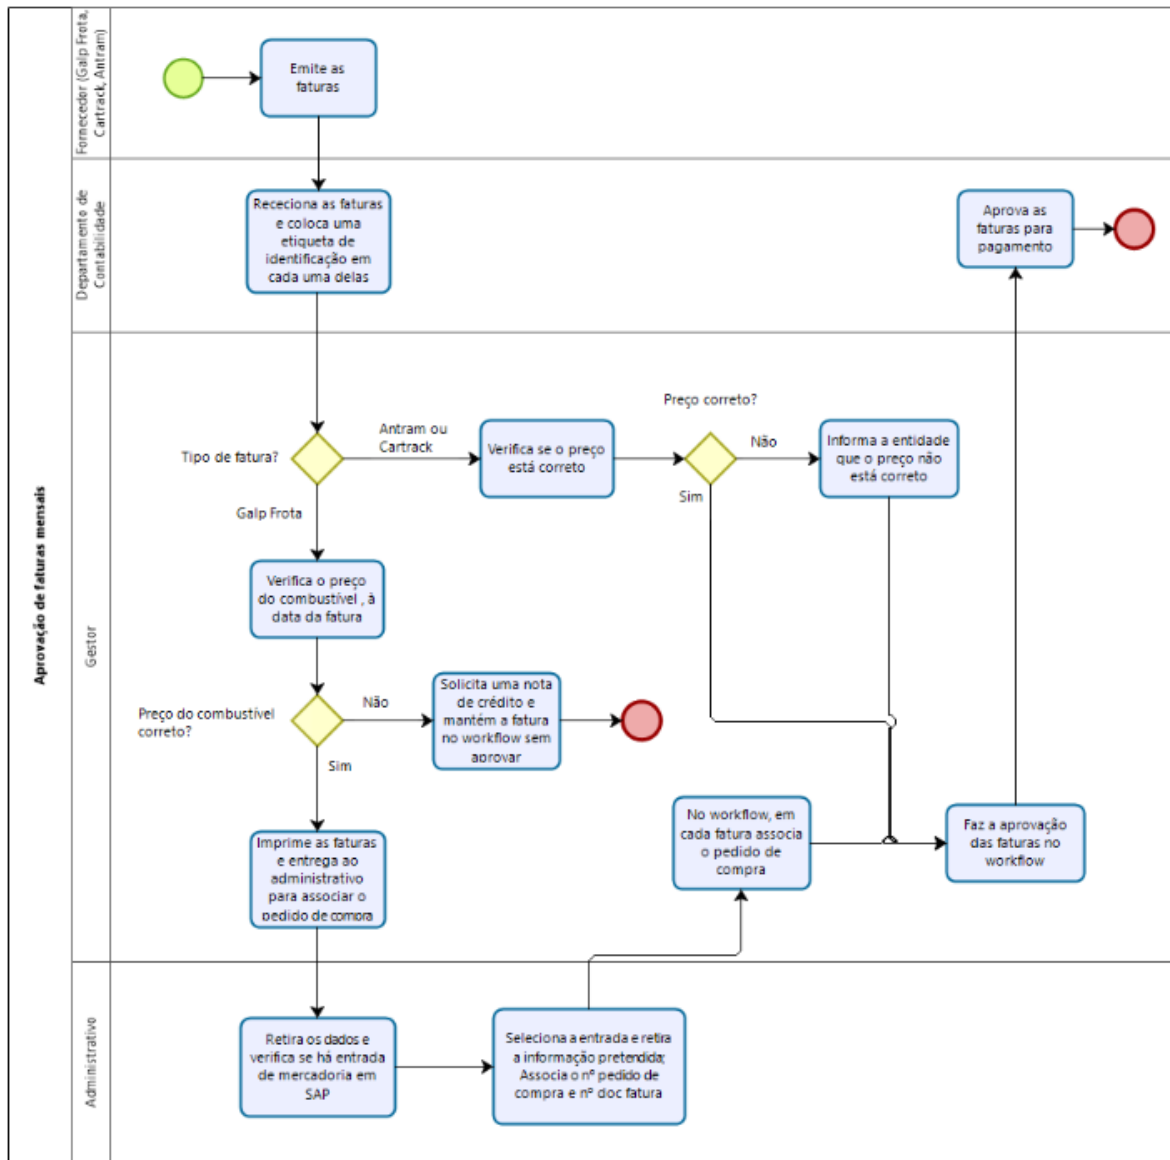 Aprovação de faturas mensais
Fornecedor (Galp Frota,
Cartrack, Antram)
Emite as
faturas
Departamento de
Contabilidade
Receciona as faturas
e coloca uma
etiqueta de
identificação em
cada uma delas
Aprova as
faturas para
pagamento
Gestor
Tipo de fatura?
Antram ou
Cartrack
Verifica se o preço
está correto
Preço correto?
Não
Sim
Informa a entidade
que o preço não
está correto
Galp Frota
Verifica o preço
do combustível , à
data da fatura
Preço do combustível
correto?
Não
Solicita uma nota
de crédito e
mantém a fatura
no workflow sem
aprovar
Sim
Imprime as faturas
e entrega ao
administrativo
para associar o
pedido de compra
No workflow, em
cada fatura associa
o pedido de
compra
Faz a aprovação
das faturas no
workflow
Administrativo
Retira os dados e
verifica se há entrada
de mercadoria em
SAP
Seleciona a entrada e retira
a informação pretendida;
Associa o nº pedido de
compra e nº doc fatura